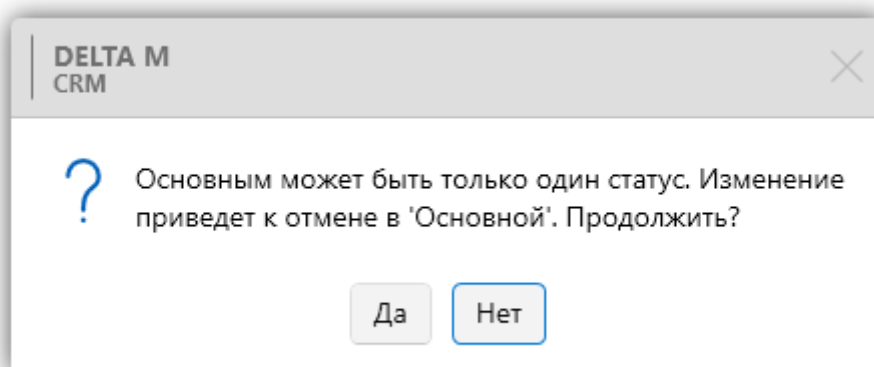 DELTA M
CRM
Основным может быть только один статус. Изменение
приведет к отмене в 'Основной'. Продолжить?
Да
Нет